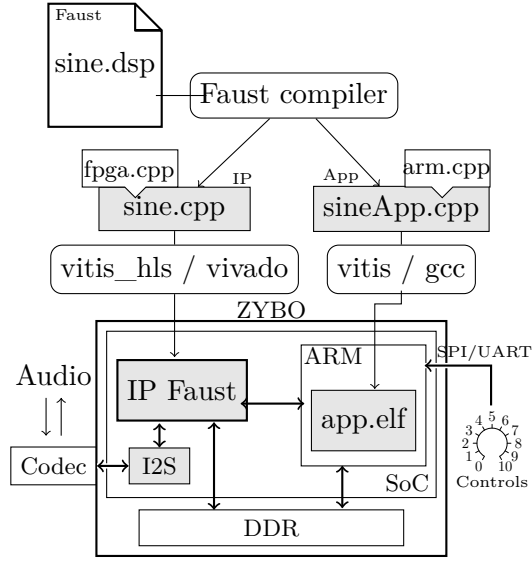 Faust
sine.dsp
Faust compiler
fpga.cpp
IP
App
arm.cpp
sine.cpp
sineApp.cpp
vitis_hls / vivado
vitis / gcc
ZYBO
ARM
SPI/UART
Audio
IP Faust
app.elf
0 1 2 3 4 5 6 7 8 9 10
Codec
I2S
SoC
Controls
DDR